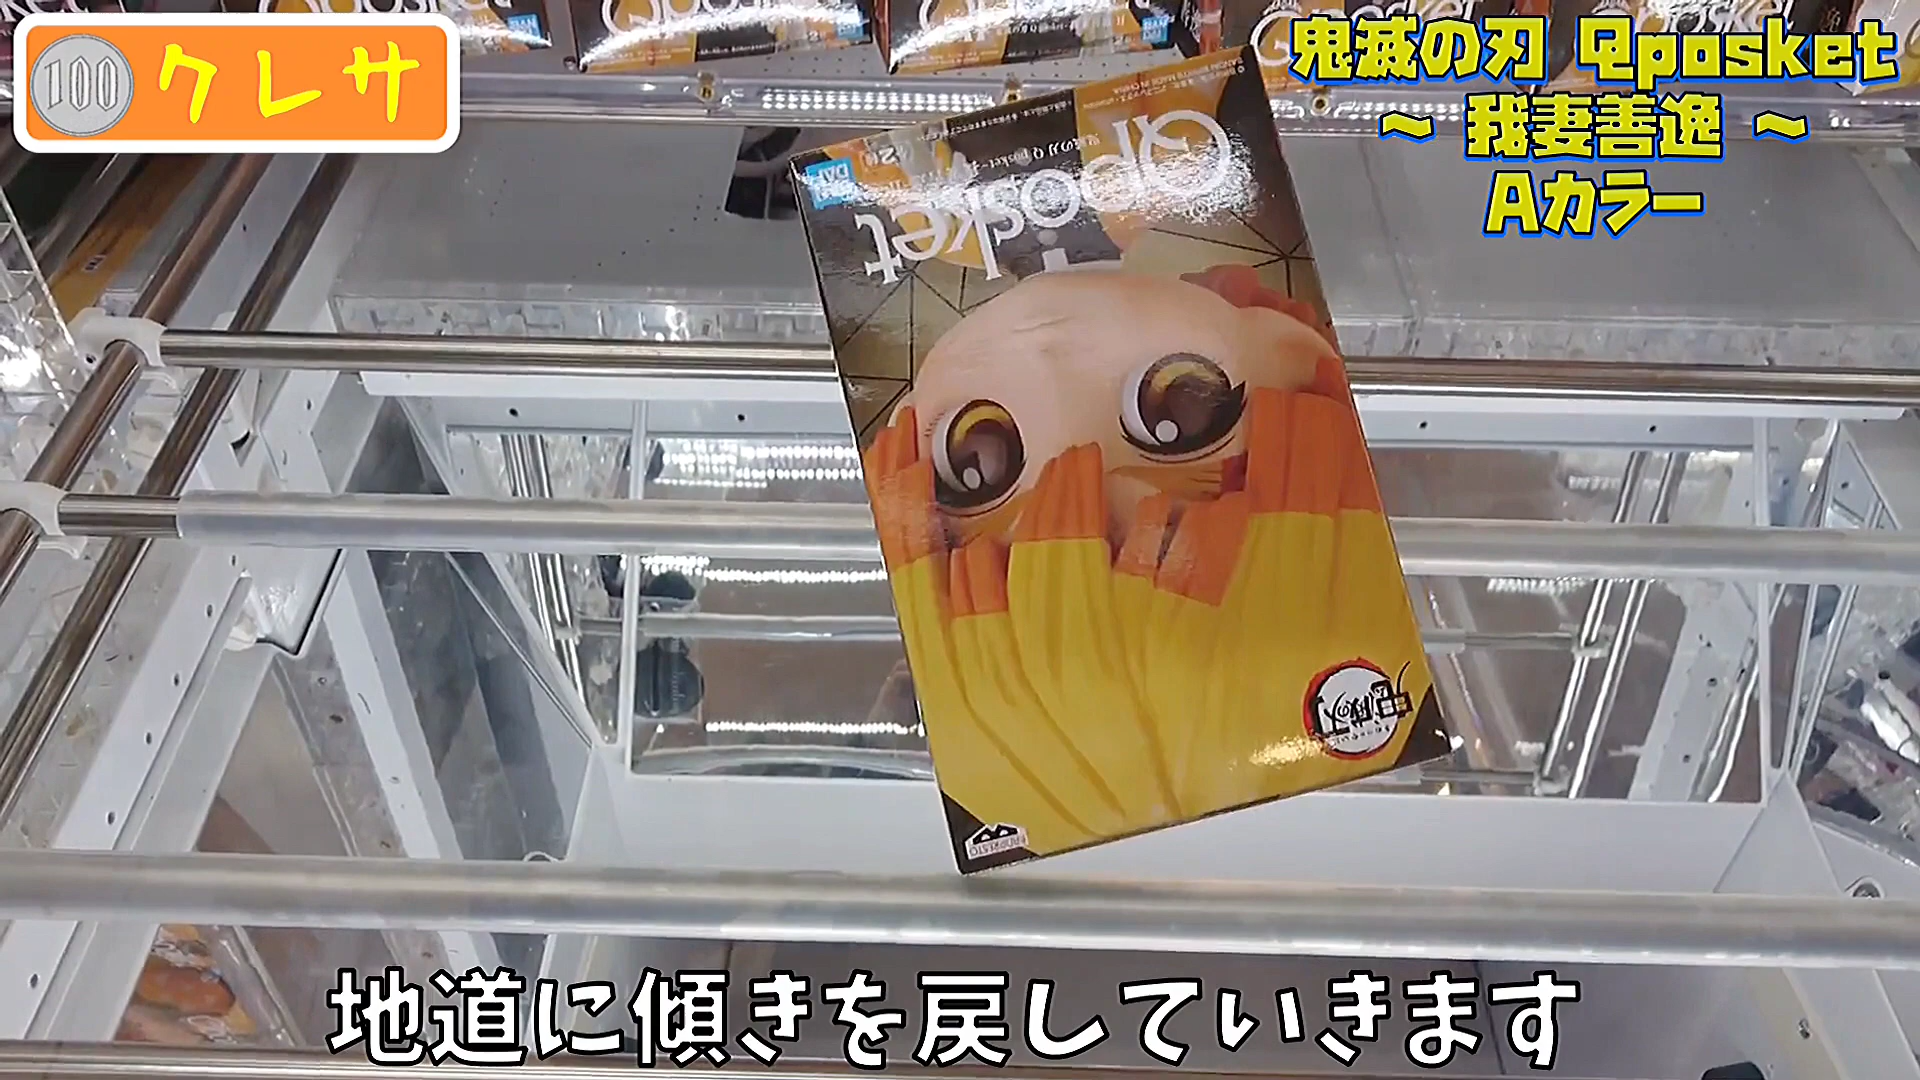 100 クレサ
鬼滅の刃 Qposket
～ 我妻善逸 ～
Aカラー
Qposket
地道に傾きを戻していきます